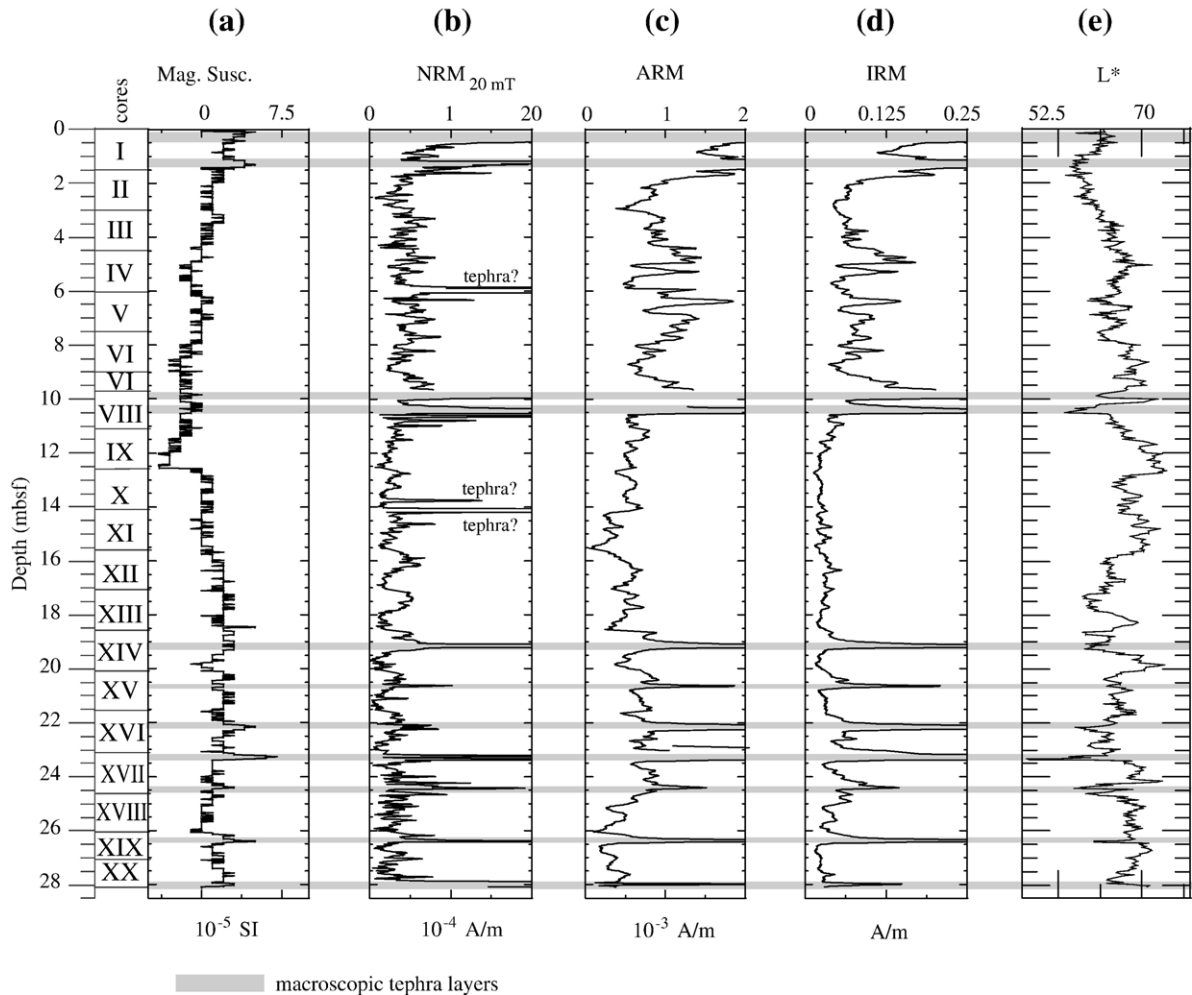 (a) (b) (c) (d) (e)
Mag. Susc. NRM 20 mT ARM IRM L*
cores
0 7.5 0 1 20 0 1 2 0 0.125 0.25 52.5 70
0
I
2
II
III
4
IV
tephra?
6
V
8
VI
VI
10
VIII
12
IX
X
tephra?
14
tephra?
XI
16
XII
XIII
18
XIV
20
XV
22
XVI
24
XVII
XVIII
26
XIX
XX
28
Depth (mbsf)
10-5 SI 10-4 A/m 10-3 A/m A/m
macroscopic tephra layers